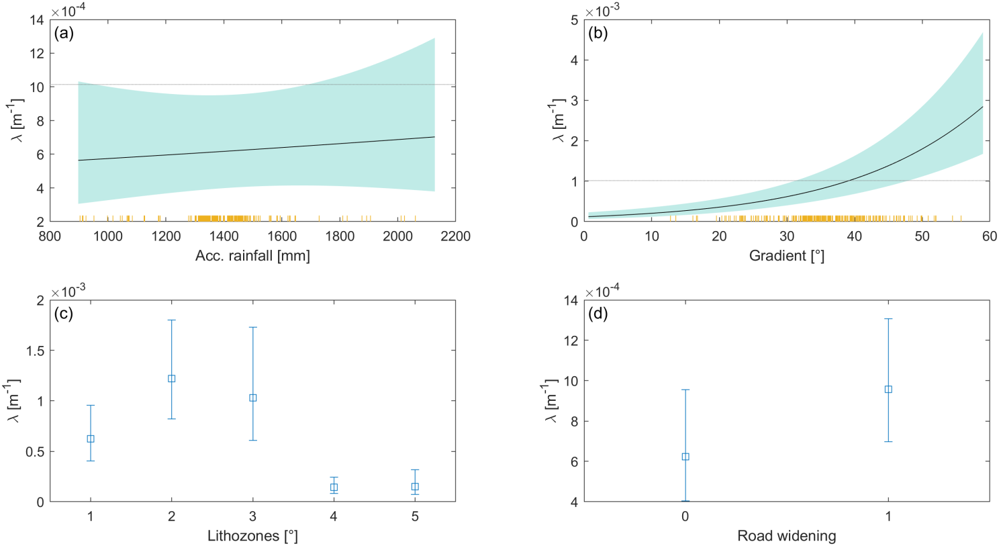 ×10⁻⁴
(a)
14
12
10
8
6
4
2
λ [m⁻¹]
800 1000 1200 1400 1600 1800 2000 2200
Acc. rainfall [mm]
×10⁻³
(b)
5
4
3
2
1
0
λ [m⁻¹]
0 10 20 30 40 50 60
Gradient [°]
×10⁻³
(c)
2
1.5
1
0.5
0
λ [m⁻¹]
1 2 3 4 5
Lithozones [°]
×10⁻⁴
(d)
14
12
10
8
6
4
λ [m⁻¹]
0 1
Road widening